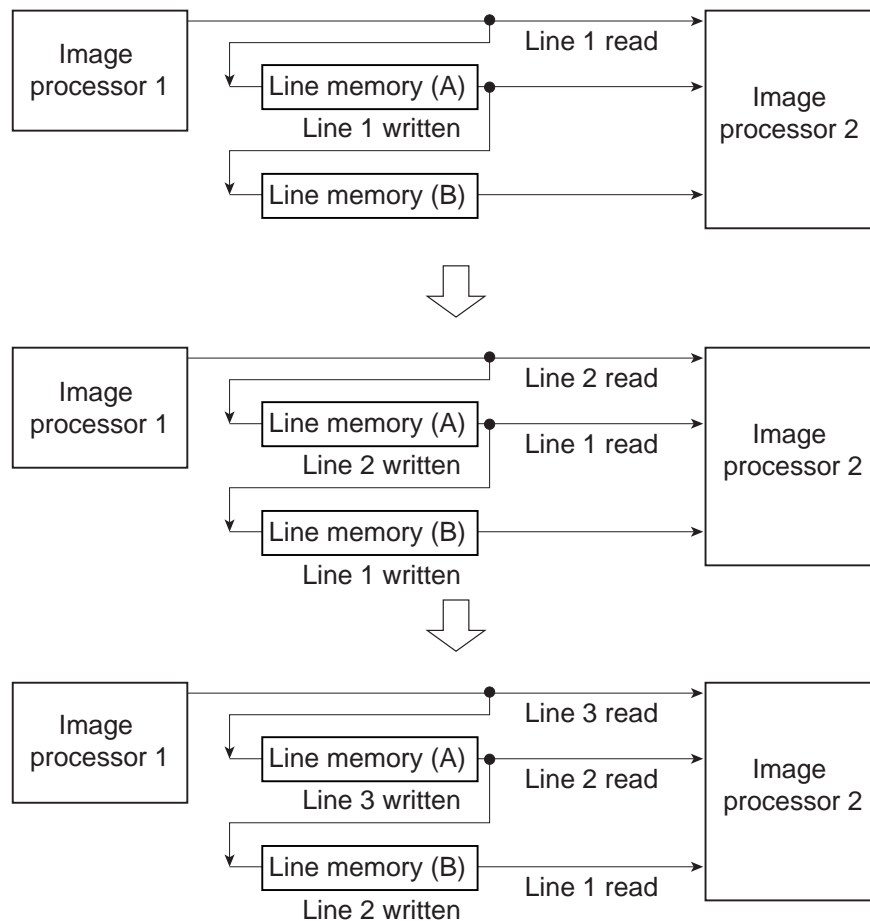 Image
processor 1
Line 1 read
Line memory (A)
Line 1 written
Line memory (B)
Image
processor 2
Image
processor 1
Line 2 read
Line memory (A)
Line 1 read
Line 2 written
Line memory (B)
Line 1 written
Image
processor 2
Image
processor 1
Line 3 read
Line memory (A)
Line 2 read
Line 3 written
Line memory (B)
Line 1 read
Line 2 written
Image
processor 2